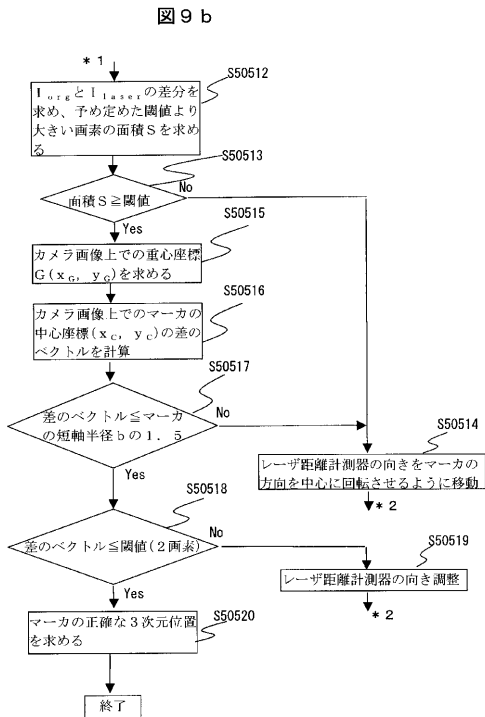 図９ｂ
＊１
S50512
I orgとI laserの差分を
求め、予め定めた閾値より
大きい画素の面積Sを求め
る
S50513
面積S≧閾値
No
Yes
S50515
カメラ画像上での重心座標
G(xG, yG)を求める
S50516
カメラ画像上でのマーカの
中心座標(xC, yC)の差の
ベクトルを計算
S50517
差のベクトル≦マーカ
の短軸半径bの1.5
No
Yes
S50514
レーザ距離計測器の向きをマーカの
方向を中心に回転させるように移動
＊２
S50518
差のベクトル≦閾値(2画素)
No
Yes
S50519
レーザ距離計測器の向き調整
＊２
S50520
マーカの正確な3次元位置
を求める
終了